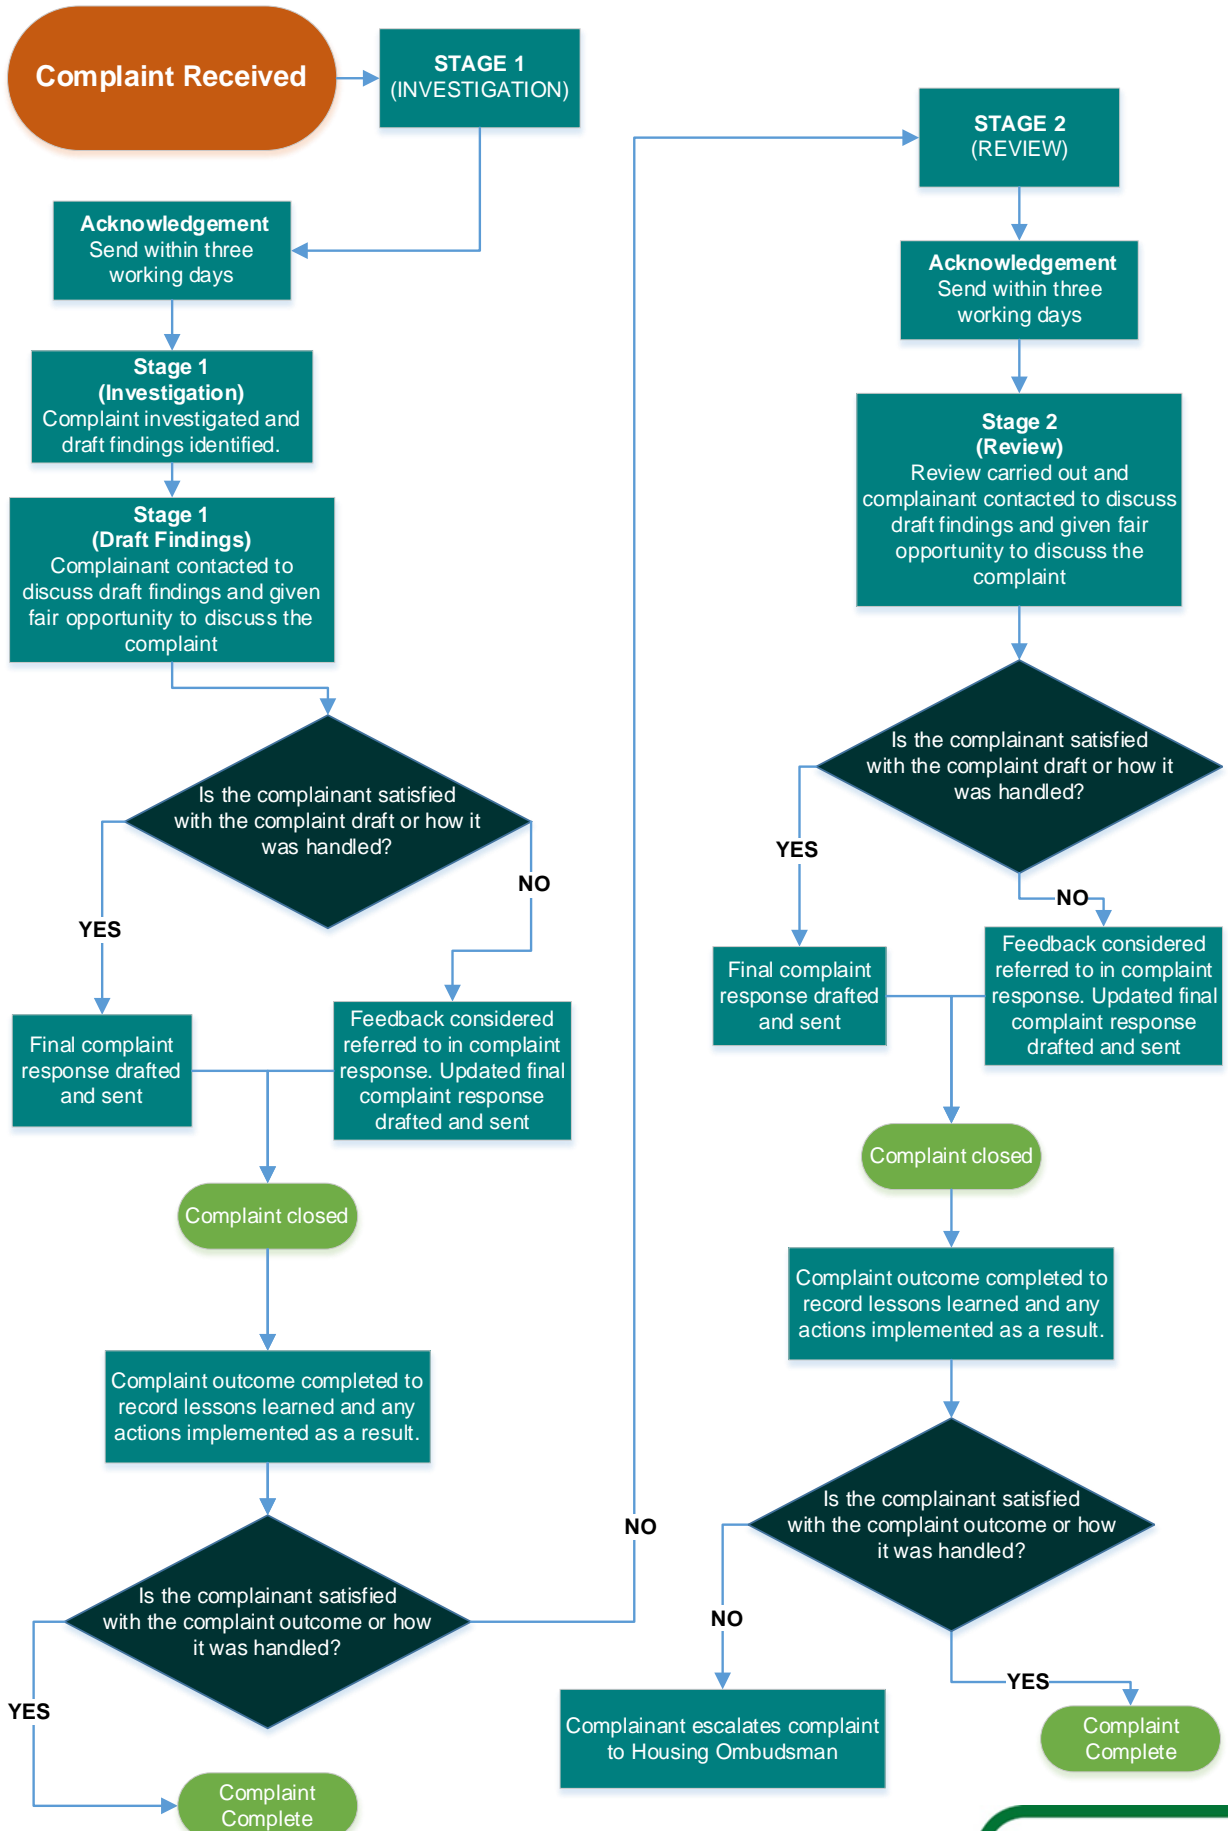 Complaint Received
STAGE 1
(INVESTIGATION)
Acknowledgement
Send within three
working days
Stage 1
(Investigation)
Complaint investigated and
draft findings identified.
Stage 1
(Draft Findings)
Complainant contacted to
discuss draft findings and given
fair opportunity to discuss the
complaint
Is the complainant satisfied
with the complaint draft or how it
was handled?
YES
NO
Final complaint
response drafted
and sent
Feedback considered
referred to in complaint
response. Updated final
complaint response
drafted and sent
Complaint closed
Complaint outcome completed to
record lessons learned and any
actions implemented as a result.
Is the complainant satisfied
with the complaint outcome or how
it was handled?
YES
NO
Complaint
Complete
STAGE 2
(REVIEW)
Acknowledgement
Send within three
working days
Stage 2
(Review)
Review carried out and
complainant contacted to discuss
draft findings and given fair
opportunity to discuss the
complaint
Is the complainant satisfied
with the complaint draft or how it
was handled?
YES
NO
Final complaint
response drafted
and sent
Feedback considered
referred to in complaint
response. Updated final
complaint response
drafted and sent
Complaint closed
Complaint outcome completed to
record lessons learned and any
actions implemented as a result.
Is the complainant satisfied
with the complaint outcome or how
it was handled?
NO
YES
Complainant escalates complaint
to Housing Ombudsman
Complaint
Complete